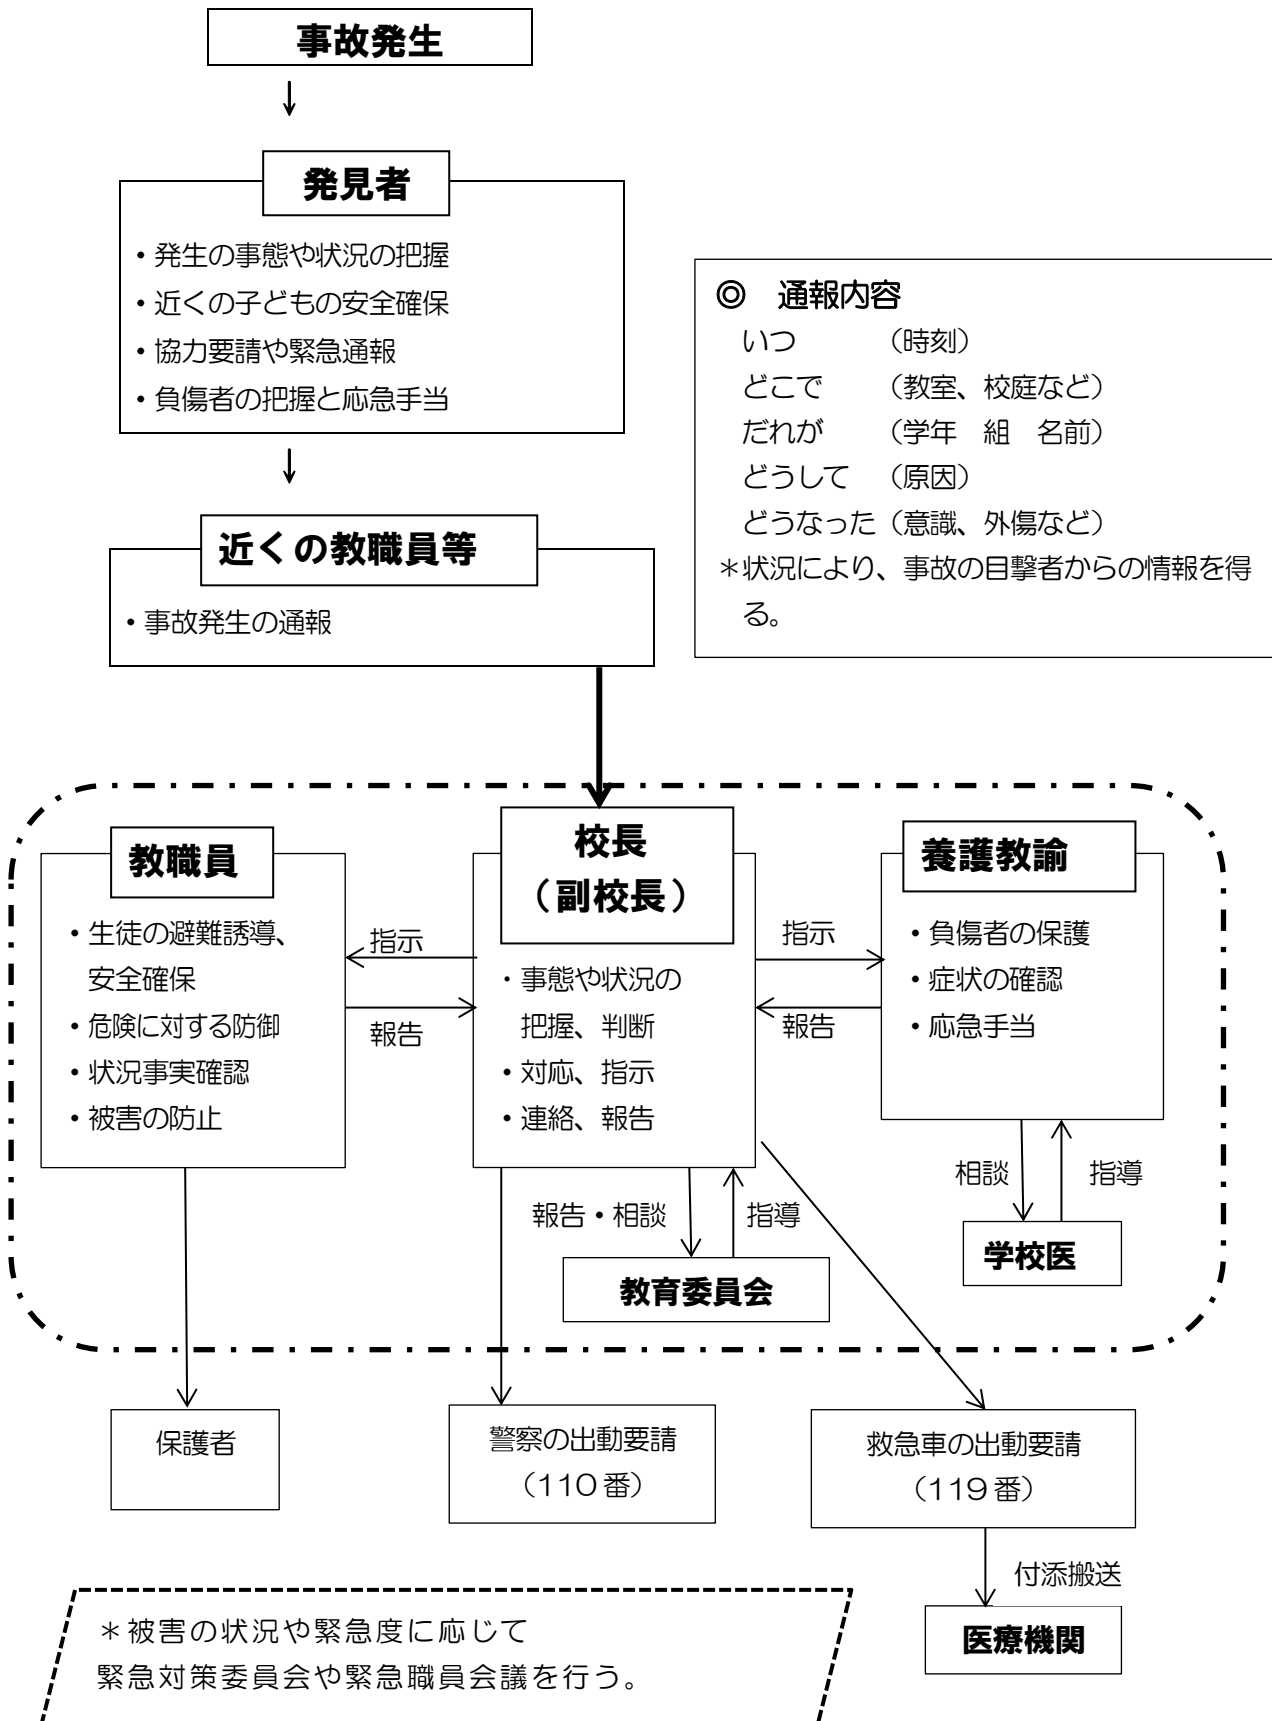 事故発生
発見者
・発生の事態や状況の把握
・近くの子どもの安全確保
・協力要請や緊急通報
・負傷者の把握と応急手当
◎　通報内容
いつ　　　（時刻）
どこで　　（教室、校庭など）
だれが　　（学年　組　名前）
どうして　（原因）
どうなった（意識、外傷など）
＊状況により、事故の目撃者からの情報を得
る。
近くの教職員等
・事故発生の通報
教職員
・生徒の避難誘導、
安全確保
・危険に対する防御
・状況事実確認
・被害の防止
指示
報告
校長
（副校長）
・事態や状況の
把握、判断
・対応、指示
・連絡、報告
指示
報告
養護教諭
・負傷者の保護
・症状の確認
・応急手当
報告・相談
指導
教育委員会
相談
指導
学校医
保護者
警察の出動要請
（110番）
救急車の出動要請
（119番）
付添搬送
医療機関
＊被害の状況や緊急度に応じて
緊急対策委員会や緊急職員会議を行う。